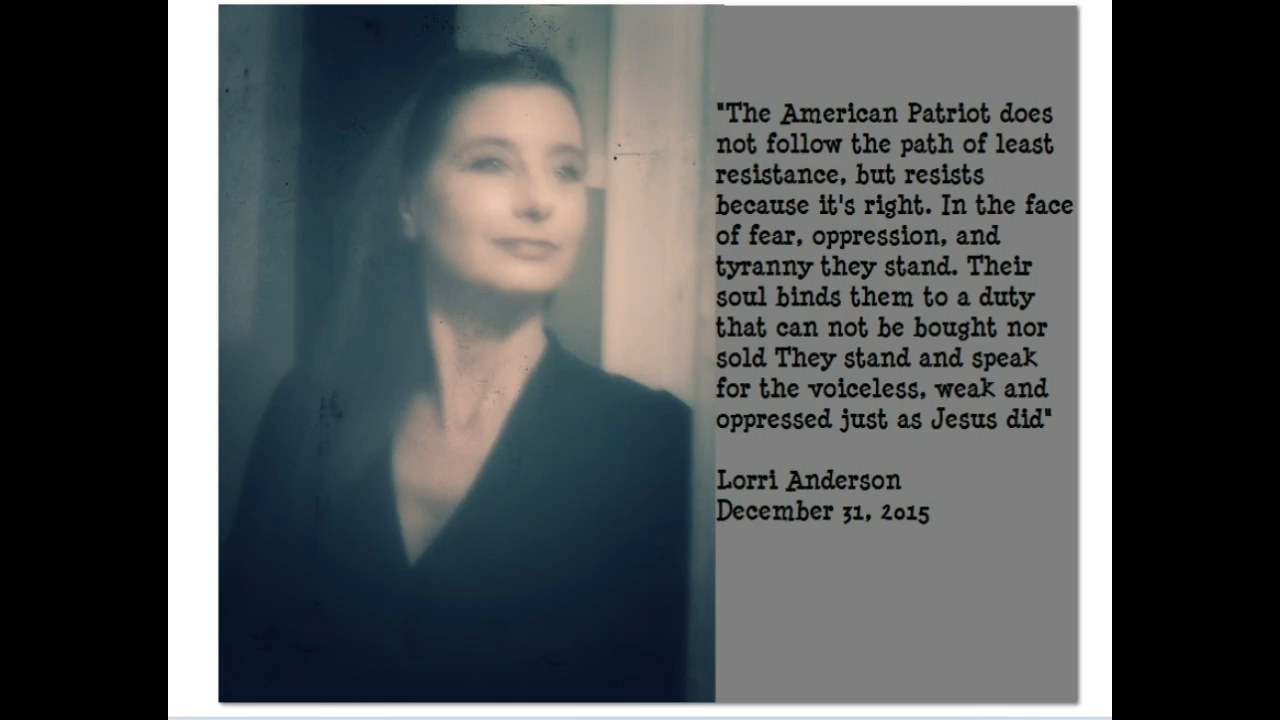 "The American Patriot does
not follow the path of least
resistance, but resists
because it's right. In the face
of fear, oppression, and
tyranny they stand. Their
soul binds them to a duty
that can not be bought nor
sold They stand and speak
for the voiceless, weak and
oppressed just as Jesus did"
Lorri Anderson
December 31, 2015